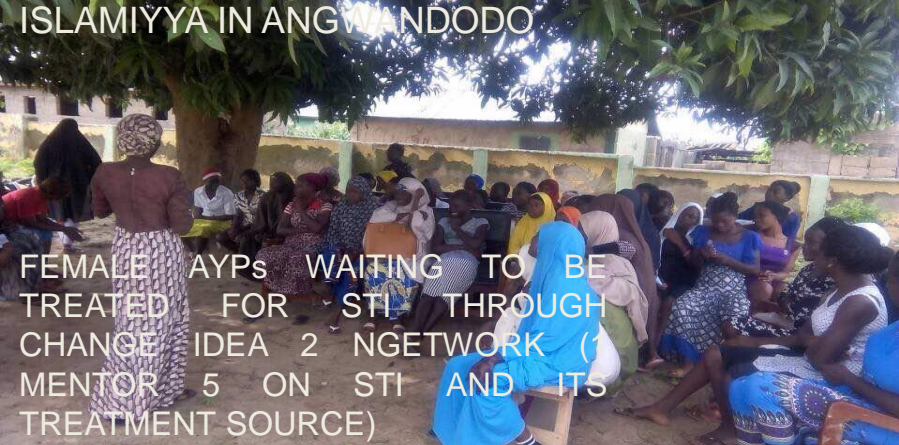 ISLAMIYYA IN ANGWANDODO
FEMALE AYPs WAITING TO BE
TREATED FOR STI THROUGH
CHANGE IDEA 2 NGETWORK (1
MENTOR 5 ON STI AND ITS
TREATMENT SOURCE)